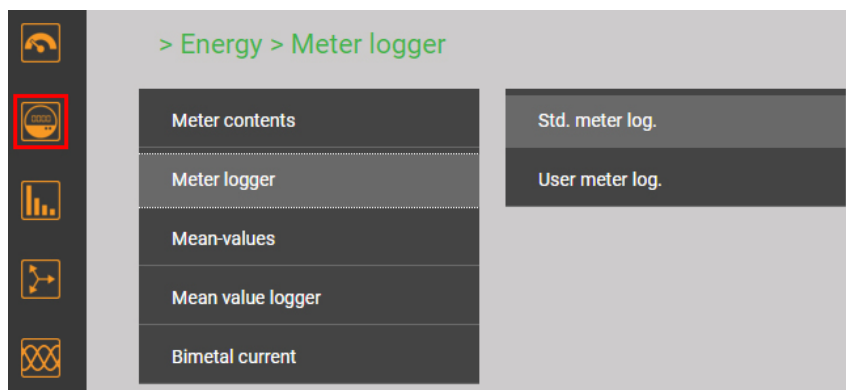 > Energy > Meter logger
Meter contents
Meter logger
Mean-values
Mean value logger
Bimetal current
Std. meter log.
User meter log.